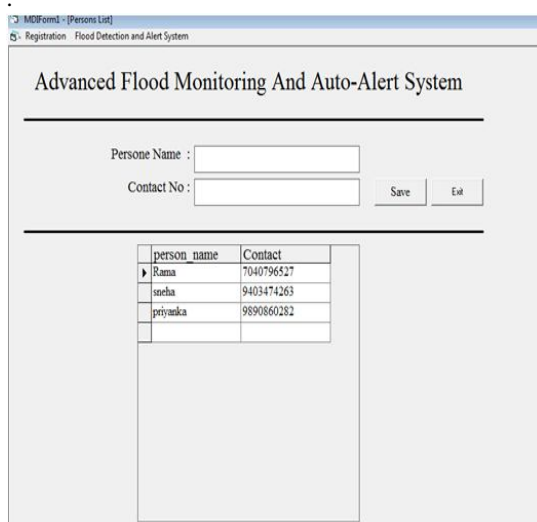 MDIForm1 - [Persons List]
Registration Flood Detection and Alert System
Advanced Flood Monitoring And Auto-Alert System
Persone Name :
Contact No :
Save Exit
person_name Contact
Rama 7040796527
sneha 9403474263
priyanka 9890860282